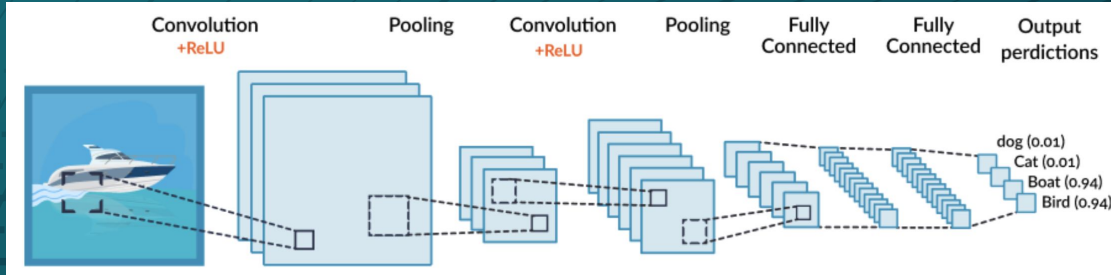 Convolution
+ReLU
Pooling
Convolution
+ReLU
Pooling
Fully
Connected
Fully
Connected
Output
perdictions
dog (0.01)
Cat (0.01)
Boat (0.94)
Bird (0.94)